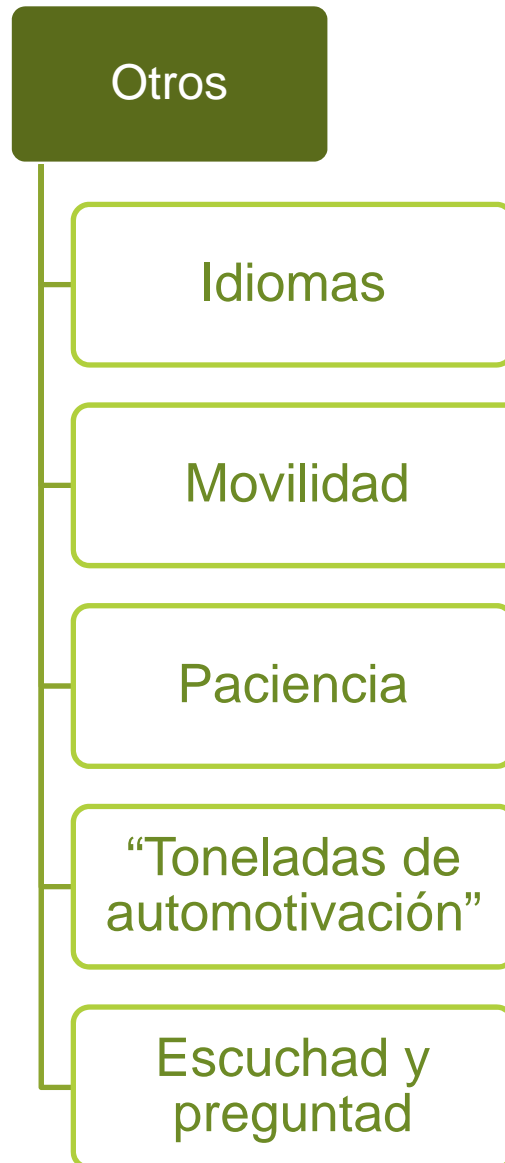 Otros
Idiomas
Movilidad
Paciencia
“Toneladas de
automotivación”
Escuchad y
preguntad